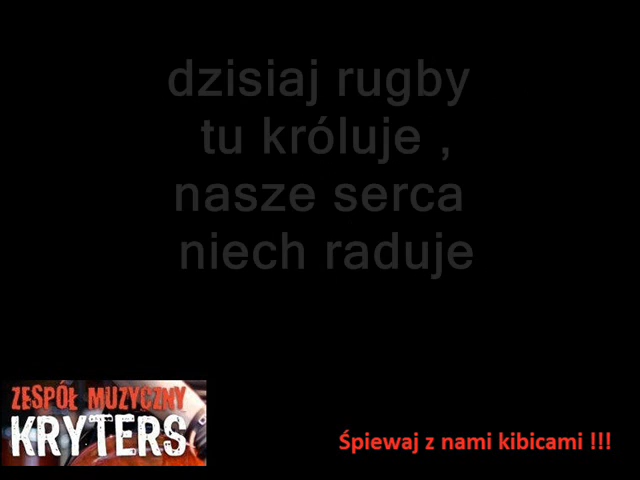 dzisiaj rugby
tu króluje ,
nasze serca
niech raduje
ZESPÓŁ MUZYCZNY
KRYTERS
Śpiewaj z nami kibicami !!!